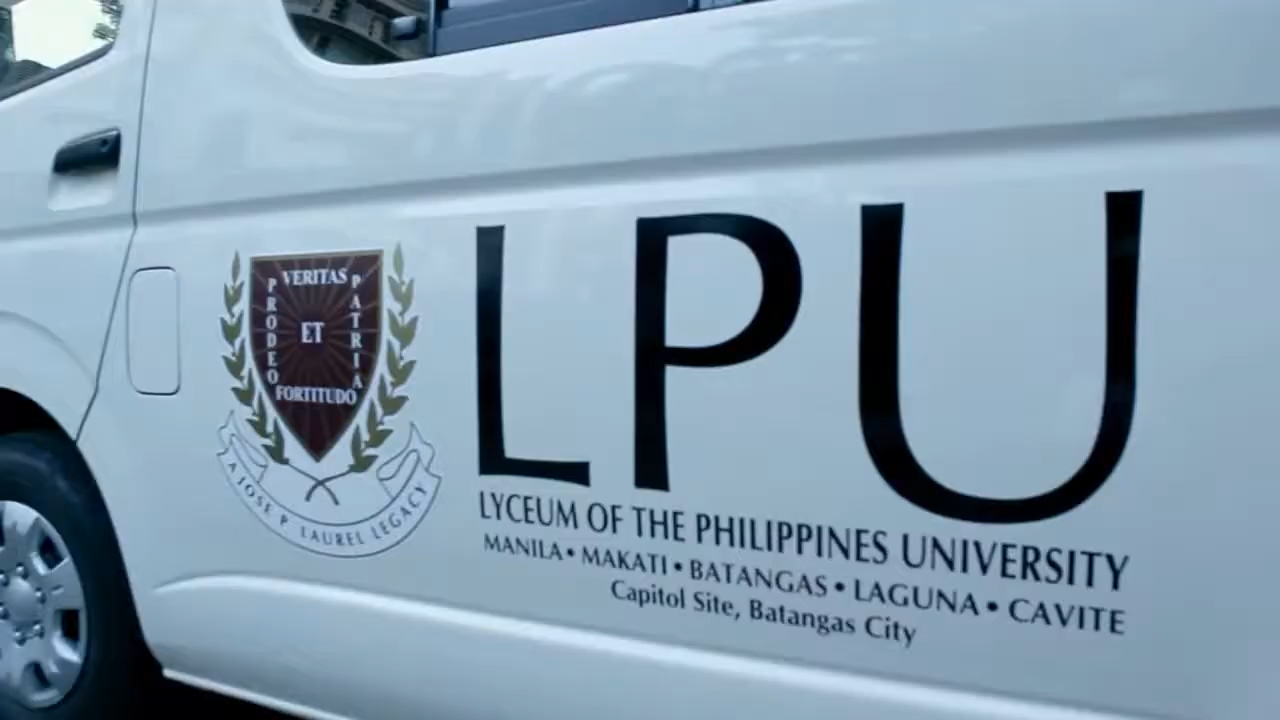 VERITAS
PRODEO
ET
PATRIA
FORTITUDO
A JOSE P. LAUREL LEGACY
LPU
LYCEUM OF THE PHILIPPINES UNIVERSITY
MANILA • MAKATI • BATANGAS • LAGUNA • CAVITE
Capitol Site, Batangas City